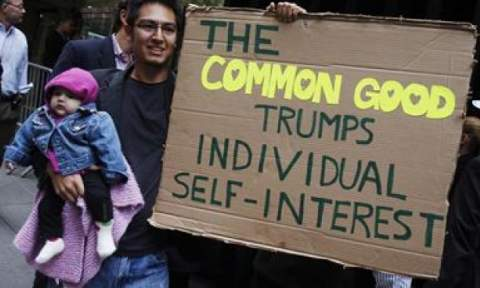 THE
COMMON GOOD
TRUMPS
INDIVIDUAL
SELF-INTEREST